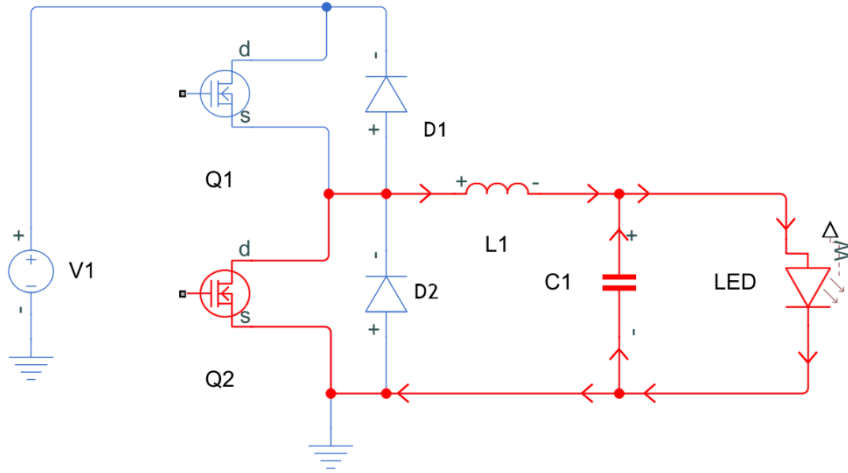 d
-
s
+
D1
Q1
+
-
+
L1
+
V1
d
-
C1
LED
W
D2
-
s
+
-
Q2